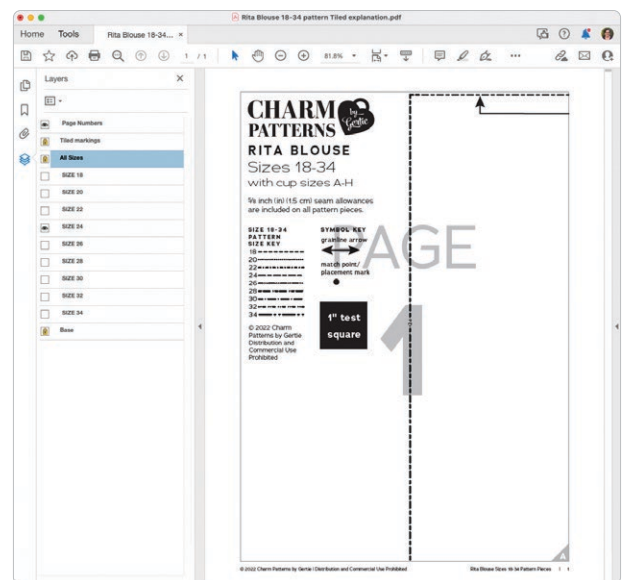 Rita Blouse 18-34 pattern Tiled explanation.pdf
Home Tools Rita Blouse 18-34... ×
1 / 1 81.8%
Layers ×
Page Numbers
Tiled markings
All Sizes
SIZE 18
SIZE 20
SIZE 22
SIZE 24
SIZE 26
SIZE 28
SIZE 30
SIZE 32
SIZE 34
Base
CHARM
by
Gertie
PATTERNS
RITA BLOUSE
Sizes 18-34
with cup sizes A-H
⅝ inch (in) (1.5 cm) seam allowances
are included on all pattern pieces.
SIZE 18-34
PATTERN
SIZE KEY
18
20
22
24
26
28
30
32
34
SYMBOL KEY
grainline arrow
match point/
placement mark
1" test
square
PAGE
1
© 2022 Charm
Patterns by Gertie
Distribution and
Commercial Use
Prohibited
A
© 2022 Charm Patterns by Gertie | Distribution and Commercial Use Prohibited
Rita Blouse Sizes 18-34 Pattern Pieces | 1